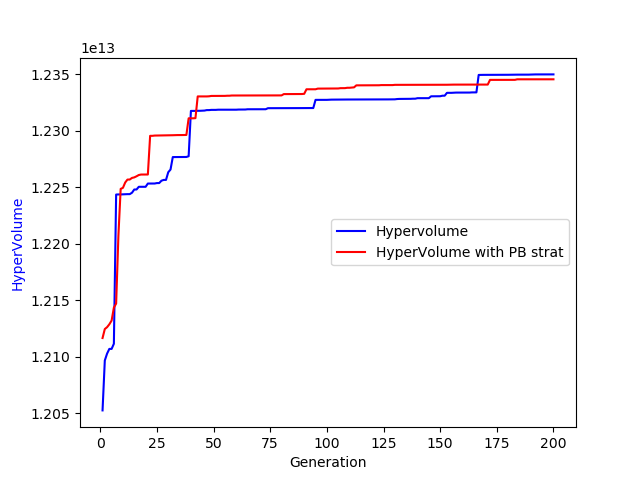 1e13
1.235
1.230
1.225
1.220
1.215
1.210
1.205
HyperVolume
Hypervolume
HyperVolume with PB strat
0 25 50 75 100 125 150 175 200
Generation